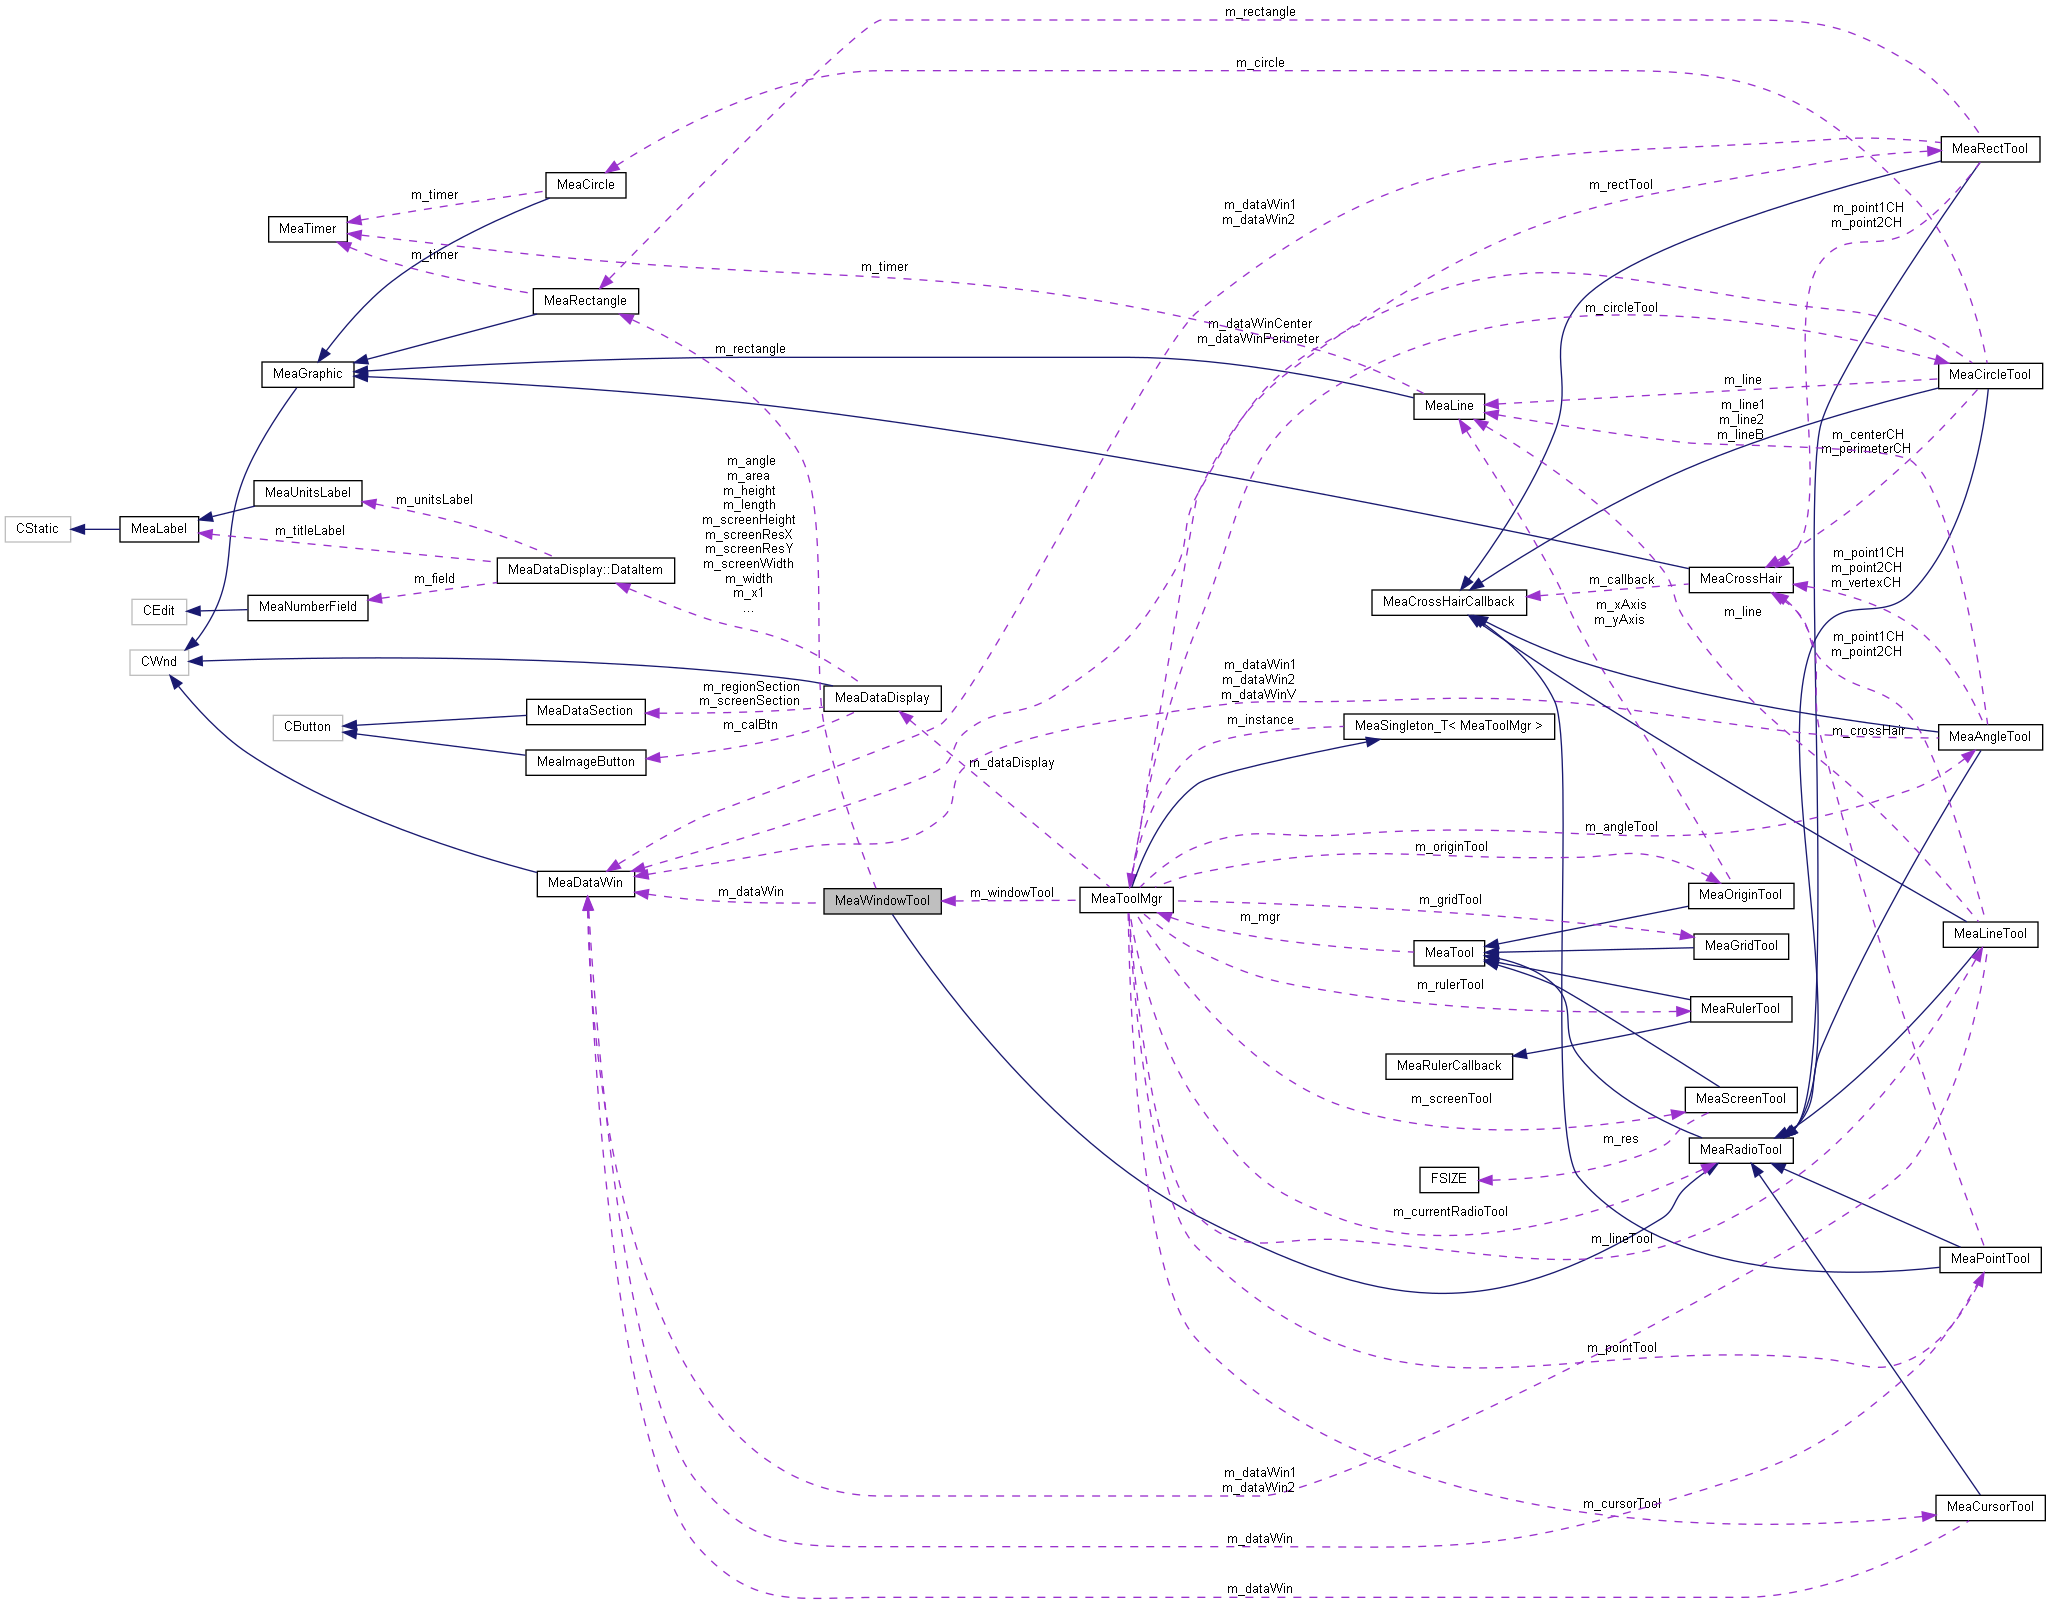 m_rectangle
m_circle
MeaRectTool
MeaCircle
m_rectTool
m_timer
m_dataWin1
m_dataWin2
m_point1CH
m_point2CH
MeaTimer
m_timer
m_timer
MeaRectangle
m_circleTool
m_dataWinCenter
m_dataWinPerimeter
m_rectangle
MeaGraphic
MeaCircleTool
m_line
MeaLine
m_line1
m_line2
m_lineB
m_centerCH
m_perimeterCH
m_angle
m_area
m_height
m_length
m_screenHeight
m_screenResX
m_screenResY
m_screenWidth
m_width
m_x1
...
MeaUnitsLabel
m_unitsLabel
CStatic
MeaLabel
m_titleLabel
MeaDataDisplay::DataItem
m_field
MeaNumberField
CEdit
m_point1CH
m_point2CH
m_vertexCH
MeaCrossHair
m_callback
MeaCrossHairCallback
m_xAxis
m_yAxis
m_line
m_point1CH
m_point2CH
CWnd
m_dataWin1
m_dataWin2
m_dataWinV
m_regionSection
m_screenSection
MeaDataDisplay
MeaDataSection
CButton
m_calBtn
m_instance
MeaSingleton_T< MeaToolMgr >
m_crossHair
MeaAngleTool
MeaImageButton
m_dataDisplay
m_angleTool
m_originTool
MeaDataWin
m_dataWin
MeaWindowTool
m_windowTool
MeaToolMgr
m_gridTool
MeaOriginTool
m_mgr
MeaLineTool
MeaTool
MeaGridTool
m_rulerTool
MeaRulerTool
MeaRulerCallback
m_screenTool
MeaScreenTool
m_res
MeaRadioTool
FSIZE
m_currentRadioTool
m_lineTool
MeaPointTool
m_pointTool
m_dataWin1
m_dataWin2
m_cursorTool
MeaCursorTool
m_dataWin
m_dataWin